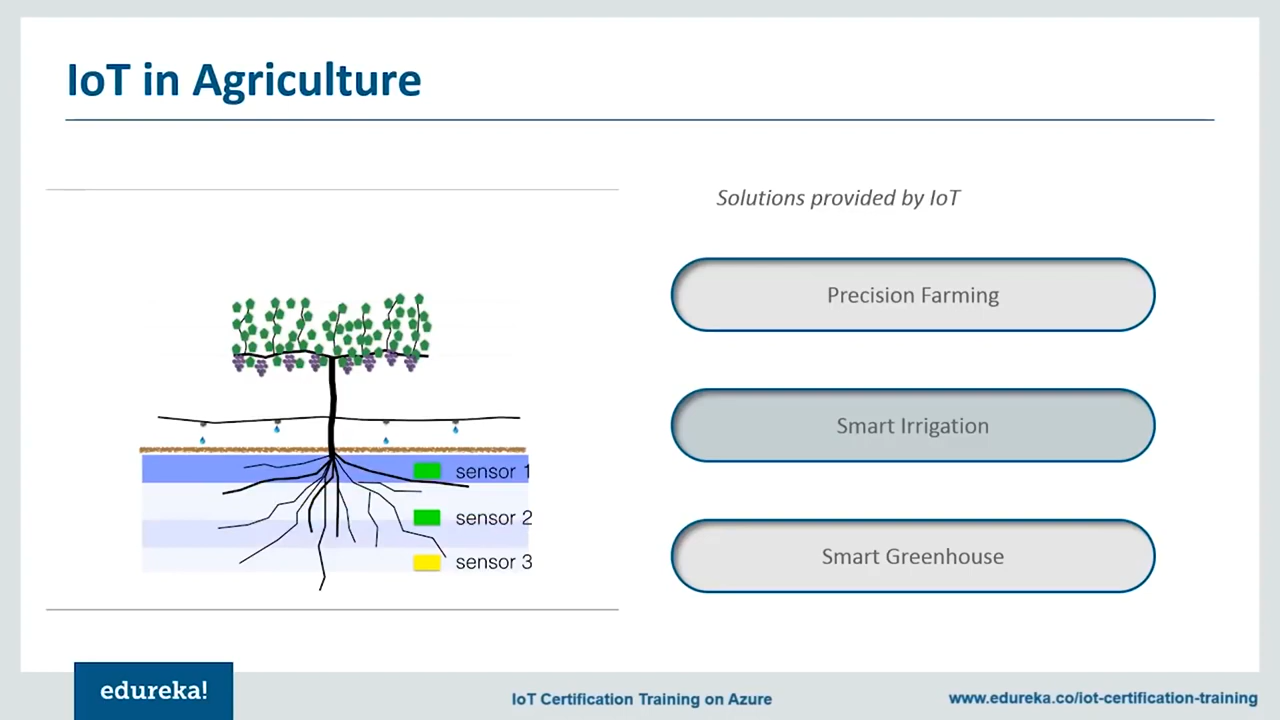 IoT in Agriculture
Solutions provided by IoT
Precision Farming
Smart Irrigation
Smart Greenhouse
sensor 1
sensor 2
sensor 3
edureka!
IoT Certification Training on Azure
www.edureka.co/iot-certification-training